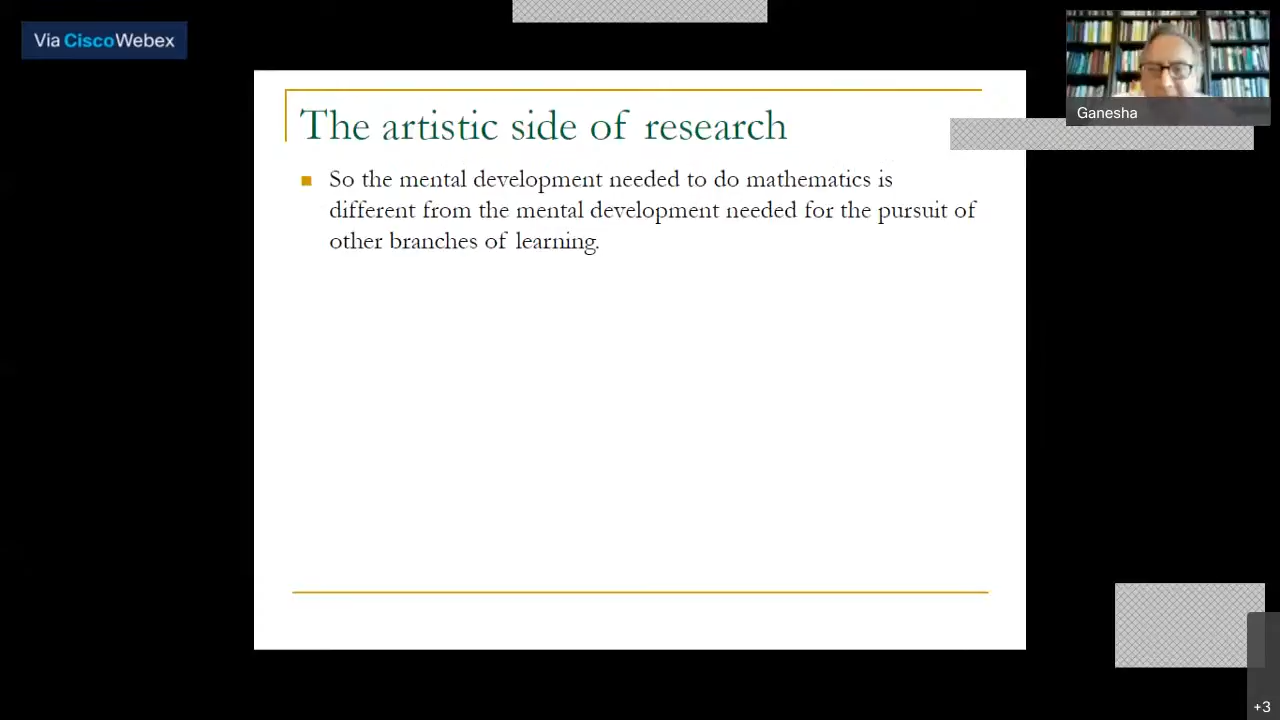 Via CiscoWebex
Ganesha
The artistic side of research
So the mental development needed to do mathematics is
different from the mental development needed for the pursuit of
other branches of learning.
+3